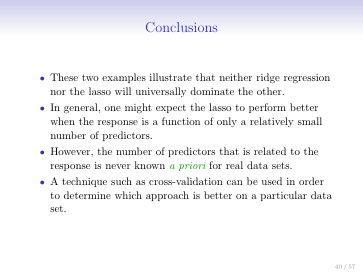 Conclusions
• These two examples illustrate that neither ridge regression
nor the lasso will universally dominate the other.
• In general, one might expect the lasso to perform better
when the response is a function of only a relatively small
number of predictors.
• However, the number of predictors that is related to the
response is never known a priori for real data sets.
• A technique such as cross-validation can be used in order
to determine which approach is better on a particular data
set.
40 / 57